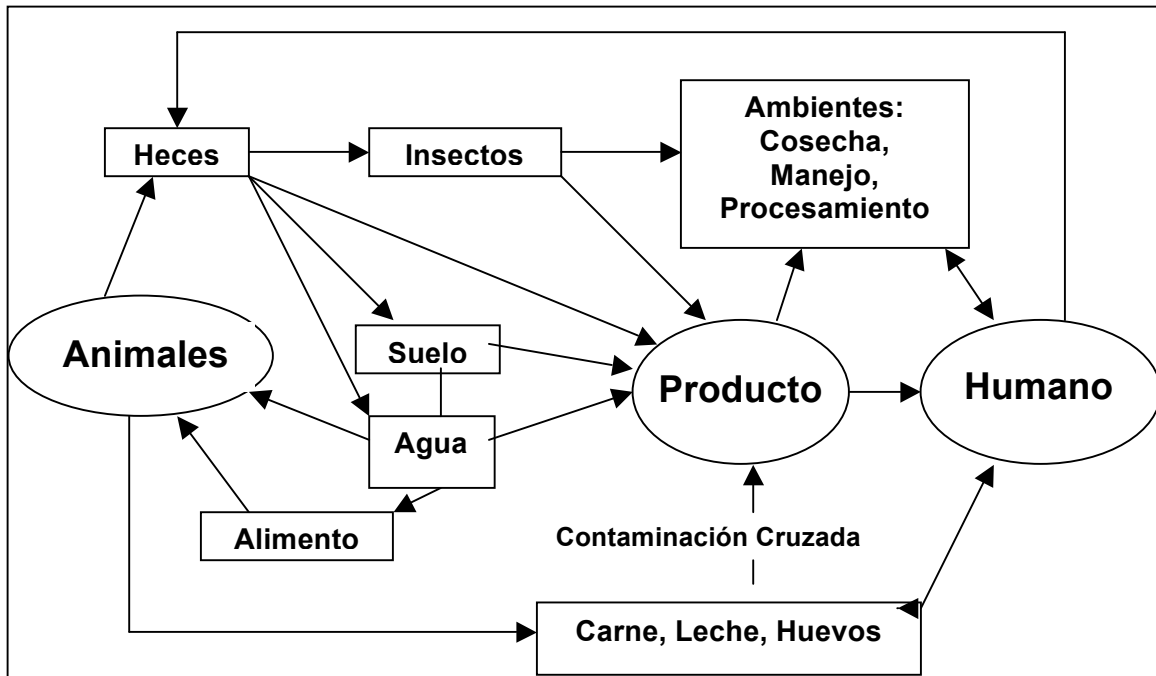 Ambientes:
Cosecha,
Manejo,
Procesamiento
Heces
Insectos
Animales
Suelo
Producto
Humano
Agua
Alimento
Contaminación Cruzada
Carne, Leche, Huevos